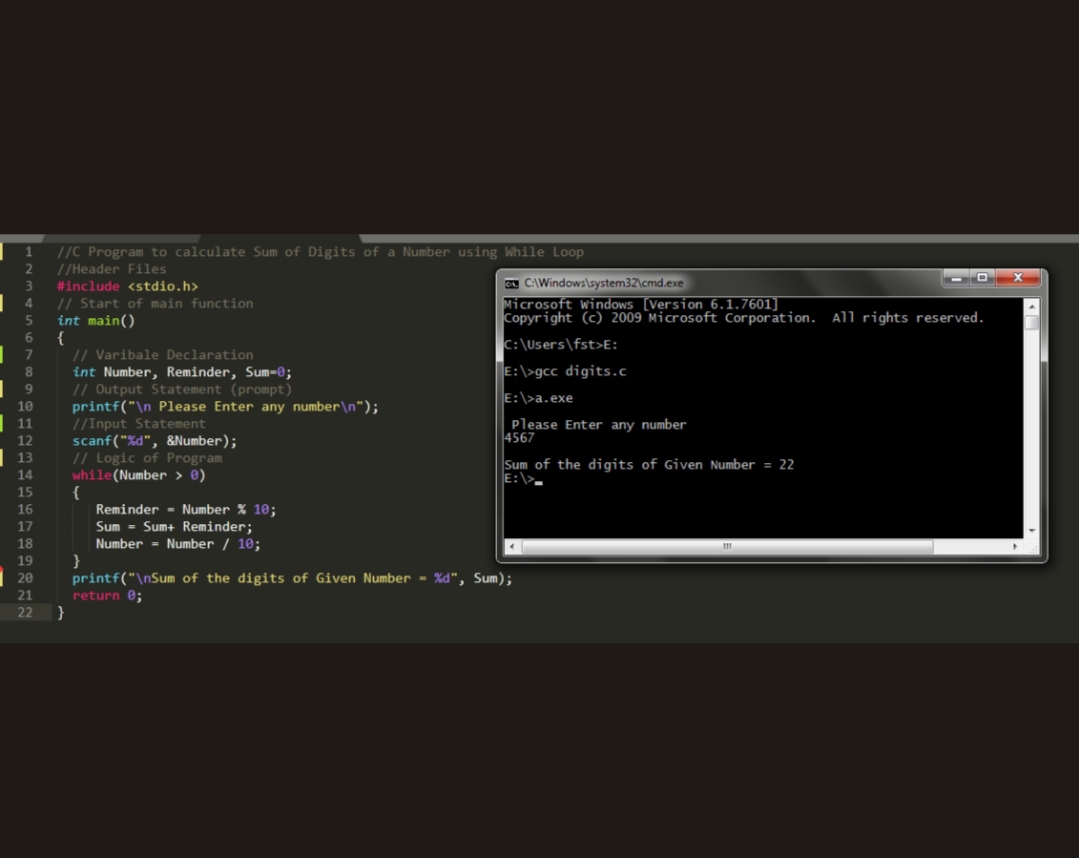 1 //C Program to calculate Sum of Digits of a Number using While Loop
2 //Header Files
3 #include <stdio.h>
4 // Start of main function
5 int main()
6 {
7 // Varibale Declaration
8 int Number, Reminder, Sum=0;
9 // Output Statement (prompt)
10 printf("\n Please Enter any number\n");
11 //Input Statement
12 scanf("%d", &Number);
13 // Logic of Program
14 while(Number > 0)
15 {
16 Reminder = Number % 10;
17 Sum = Sum+ Reminder;
18 Number = Number / 10;
19 }
20 printf("\nSum of the digits of Given Number = %d", Sum);
21 return 0;
22 }
C:\Windows\system32\cmd.exe
Microsoft Windows [Version 6.1.7601]
Copyright (c) 2009 Microsoft Corporation.  All rights reserved.
C:\Users\fst>E:
E:\>gcc digits.c
E:\>a.exe
Please Enter any number
4567
Sum of the digits of Given Number = 22
E:\>_